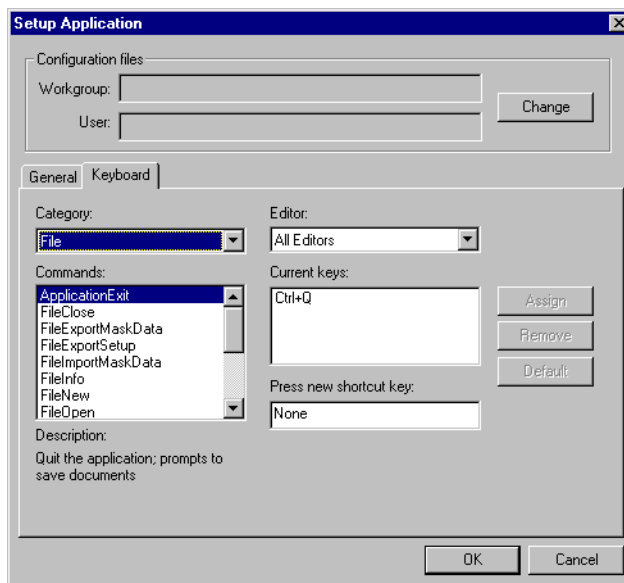 Setup Application
Configuration files
Workgroup:
Change
User:
General
Keyboard
Category:
Editor:
File
All Editors
Commands:
Current keys:
ApplicationExit
FileClose
FileExportMaskData
FileExportSetup
FileImportMaskData
FileInfo
FileNew
FileOpen
Ctrl+Q
Assign
Remove
Default
Press new shortcut key:
None
Description:
Quit the application; prompts to
save documents
OK
Cancel